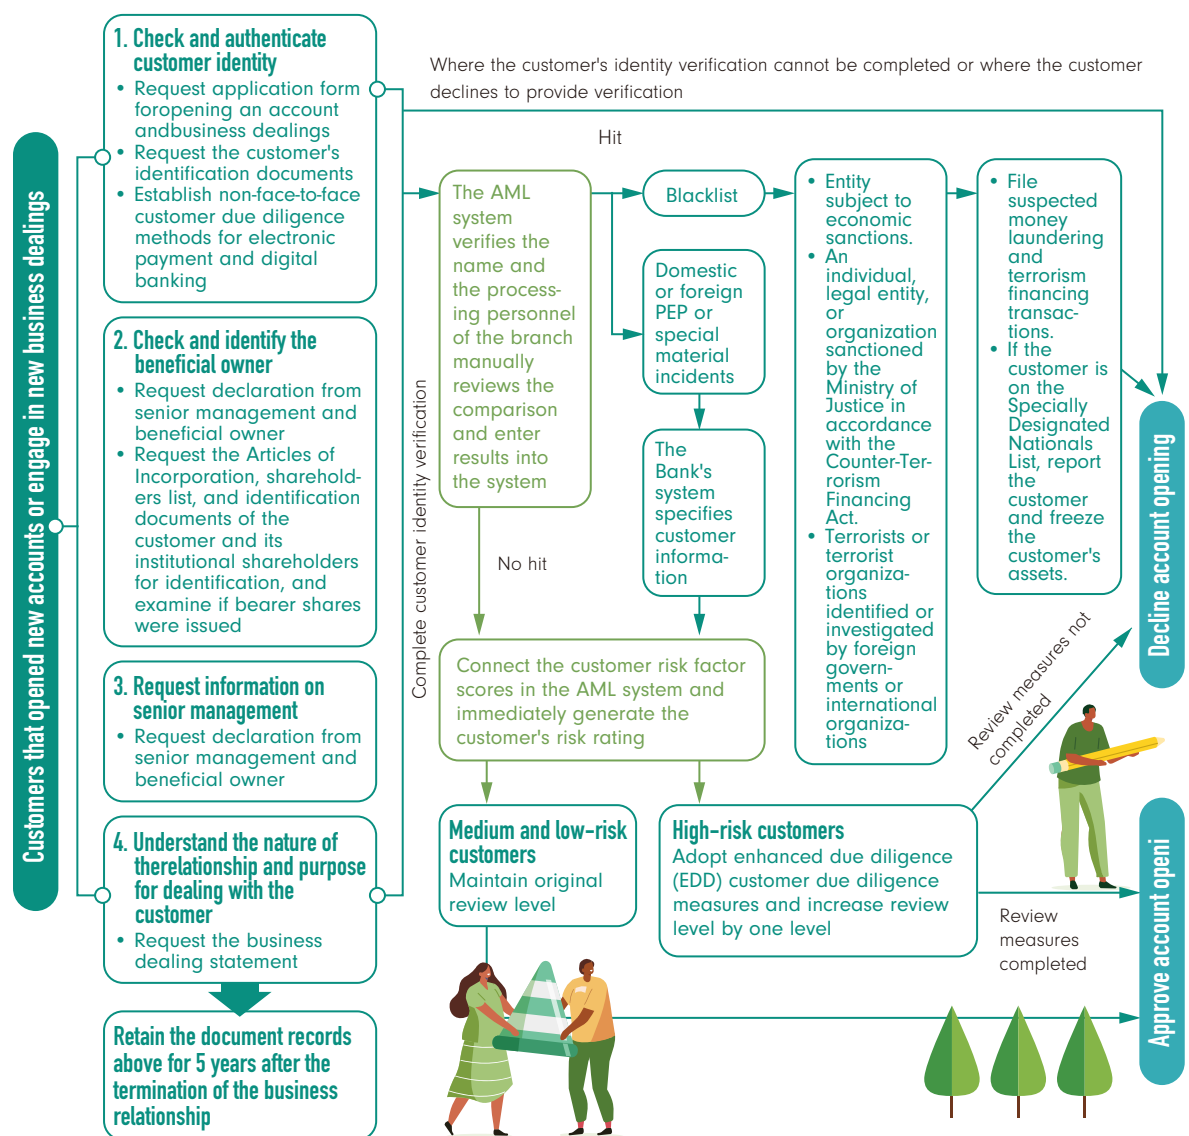 Customers that opened new accounts or engage in new business dealings
1. Check and authenticate
customer identity
• Request application form
foropening an account
andbusiness dealings
• Request the customer's
identification documents
• Establish non-face-to-face
customer due diligence
methods for electronic
payment and digital
banking
2. Check and identify the
beneficial owner
• Request declaration from
senior management and
beneficial owner
• Request the Articles of
Incorporation, sharehold-
ers list, and identification
documents of the
customer and its
institutional shareholders
for identification, and
examine if bearer shares
were issued
3. Request information on
senior management
• Request declaration from
senior management and
beneficial owner
4. Understand the nature of
therelationship and purpose
for dealing with the
customer
• Request the business
dealing statement
Retain the document records
above for 5 years after the
termination of the business
relationship
Where the customer's identity verification cannot be completed or where the customer
declines to provide verification
Hit
Complete customer identity verification
The AML
system
verifies the
name and
the process-
ing personnel
of the branch
manually
reviews the
comparison
and enter
results into
the system
No hit
Blacklist
Domestic
or foreign
PEP or
special
material
incidents
The
Bank's
system
specifies
customer
informa-
tion
• Entity
subject to
economic
sanctions.
• An
individual,
legal entity,
or
organization
sanctioned
by the
Ministry of
Justice in
accordance
with the
Counter-Ter-
rorism
Financing
Act.
• Terrorists or
terrorist
organiza-
tions
identified or
investigated
by foreign
govern-
ments or
international
organiza-
tions
• File
suspected
money
laundering
and
terrorism
financing
transac-
tions.
• If the
customer is
on the
Specially
Designated
Nationals
List, report
the
customer
and freeze
the
customer's
assets.
Connect the customer risk factor
scores in the AML system and
immediately generate the
customer's risk rating
Medium and low-risk
customers
Maintain original
review level
High-risk customers
Adopt enhanced due diligence
(EDD) customer due diligence
measures and increase review
level by one level
Review measures not
completed
Review
measures
completed
Decline account opening
Approve account openi